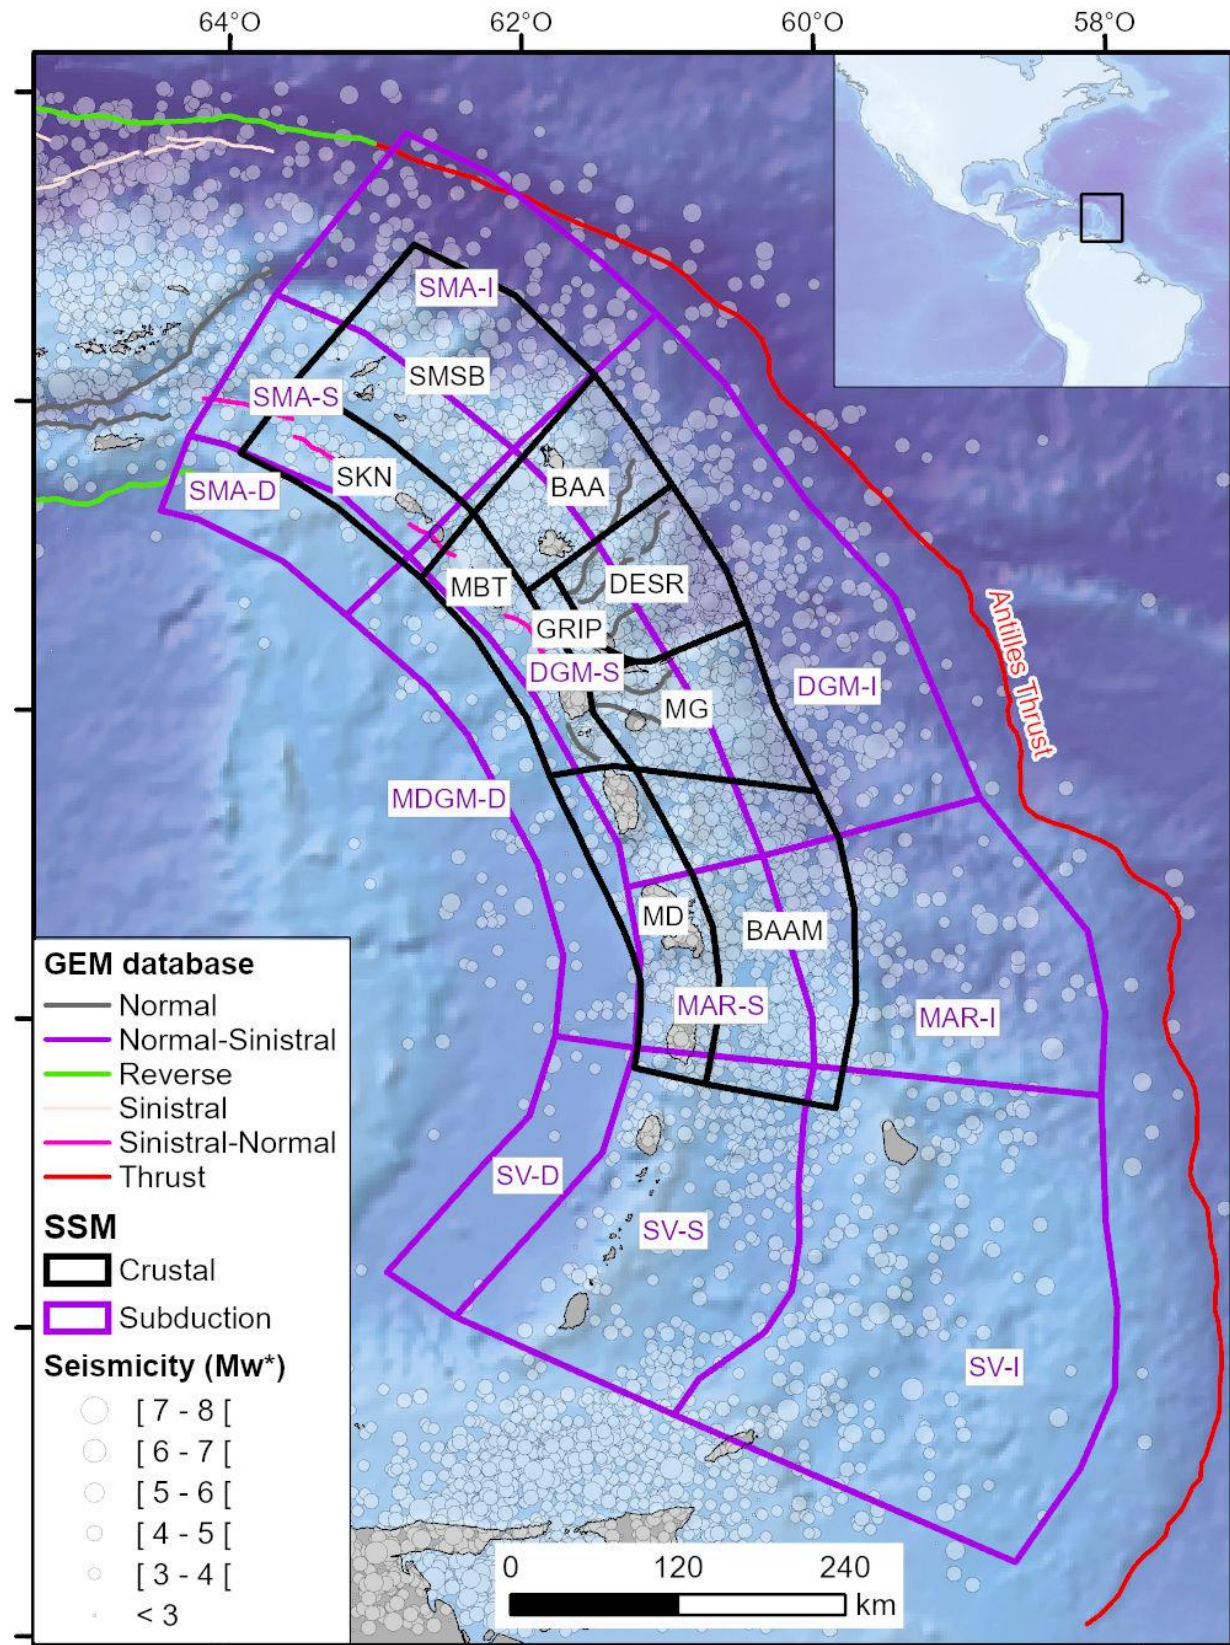 64°O 62°O 60°O 58°O
SMA-I
SMSB
SMA-S
SKN
BAA
SMA-D
MBT
DESR
GRIP
DGM-S
DGM-I
MG
Antilles Thrust
MDGM-D
MD
BAAM
MAR-S
MAR-I
SV-D
SV-S
SV-I
GEM database
Normal
Normal-Sinistral
Reverse
Sinistral
Sinistral-Normal
Thrust
SSM
Crustal
Subduction
Seismicity (Mw*)
[ 7 - 8 [
[ 6 - 7 [
[ 5 - 6 [
[ 4 - 5 [
[ 3 - 4 [
< 3
0 120 240
km